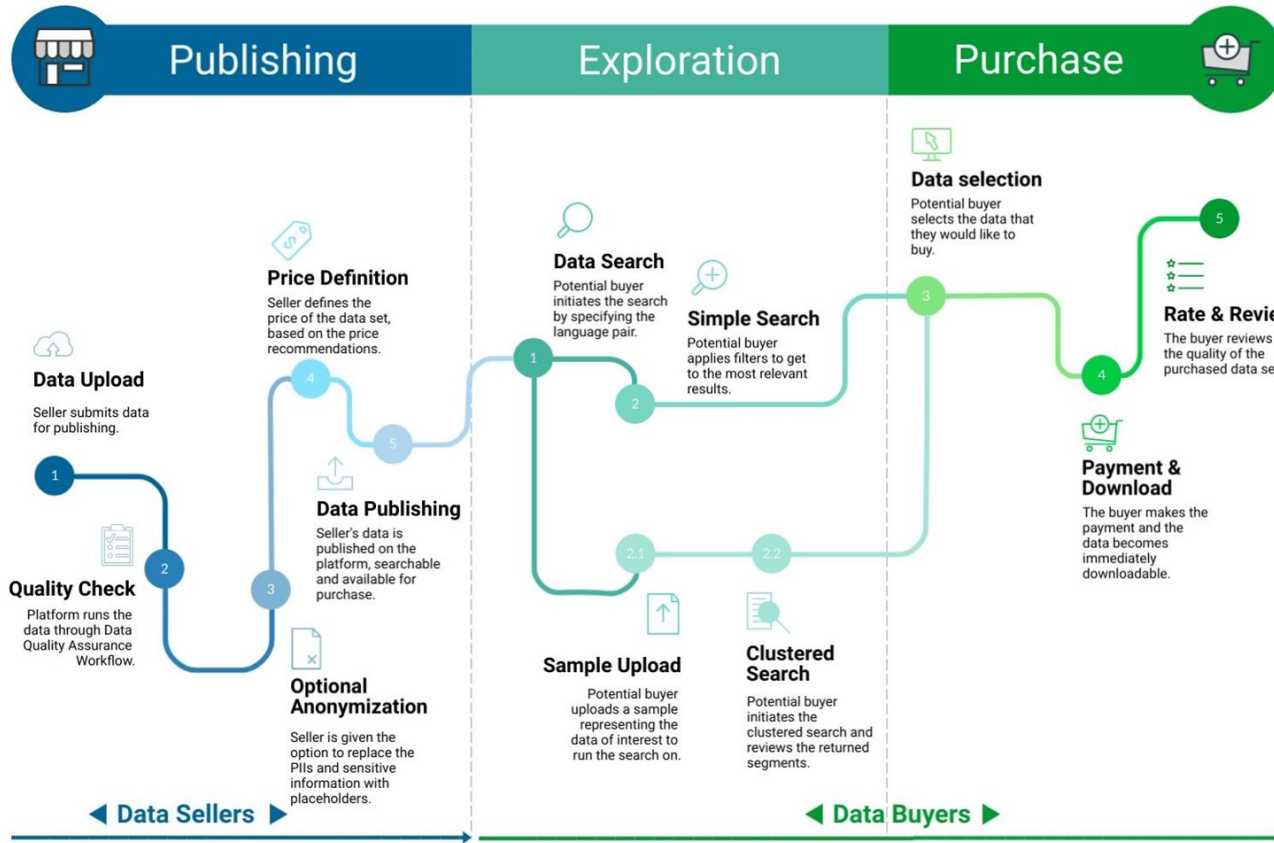 Publishing
Exploration
Purchase
Data Upload
Seller submits data
for publishing.
1
Quality Check
Platform runs the
data through Data
Quality Assurance
Workflow.
2
3
Optional
Anonymization
Seller is given the
option to replace the
PIIs and sensitive
information with
placeholders.
Price Definition
Seller defines the
price of the data set,
based on the price
recommendations.
4
5
Data Publishing
Seller's data is
published on the
platform, searchable
and available for
purchase.
Data Search
Potential buyer
initiates the search
by specifying the
language pair.
1
Simple Search
Potential buyer
applies filters to get
to the most relevant
results.
2
2.1
Sample Upload
Potential buyer
uploads a sample
representing the
data of interest to
run the search on.
2.2
Clustered
Search
Potential buyer
initiates the
clustered search and
reviews the returned
segments.
Data selection
Potential buyer
selects the data that
they would like to
buy.
3
4
Payment &
Download
The buyer makes the
payment and the
data becomes
immediately
downloadable.
5
Rate & Revie
The buyer reviews
the quality of the
purchased data se
Data Sellers
Data Buyers